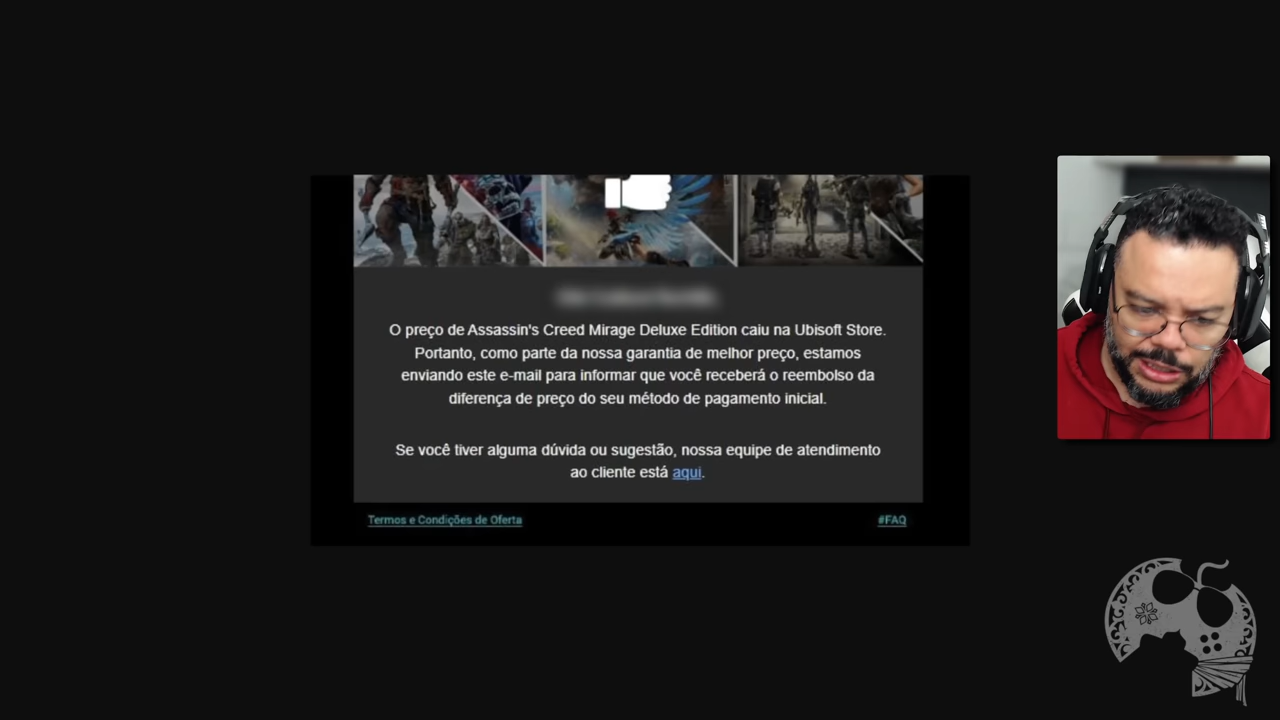 O preço de Assassin's Creed Mirage Deluxe Edition caiu na Ubisoft Store.
Portanto, como parte da nossa garantia de melhor preço, estamos
enviando este e-mail para informar que você receberá o reembolso da
diferença de preço do seu método de pagamento inicial.
Se você tiver alguma dúvida ou sugestão, nossa equipe de atendimento
ao cliente está aqui.
Termos e Condições de Oferta
#FAQ